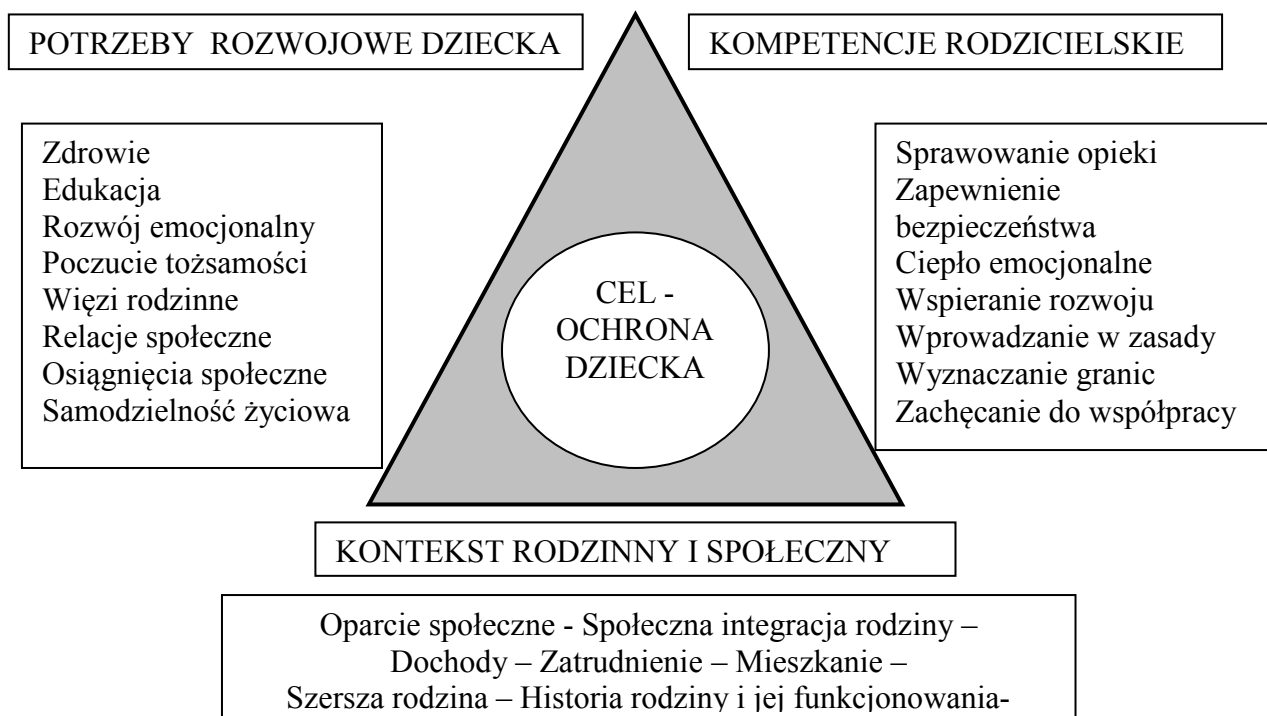 POTRZEBY ROZWOJOWE DZIECKA
KOMPETENCJE RODZICIELSKIE
Zdrowie
Edukacja
Rozwój emocjonalny
Poczucie tożsamości
Więzi rodzinne
Relacje społeczne
Osiągnięcia społeczne
Samodzielność życiowa
Sprawowanie opieki
Zapewnienie
bezpieczeństwa
Ciepło emocjonalne
Wspieranie rozwoju
Wprowadzanie w zasady
Wyznaczanie granic
Zachęcanie do współpracy
CEL -
OCHRONA
DZIECKA
KONTEKST RODZINNY I SPOŁECZNY
Oparcie społeczne - Społeczna integracja rodziny –
Dochody – Zatrudnienie – Mieszkanie –
Szersza rodzina – Historia rodziny i jej funkcjonowania-